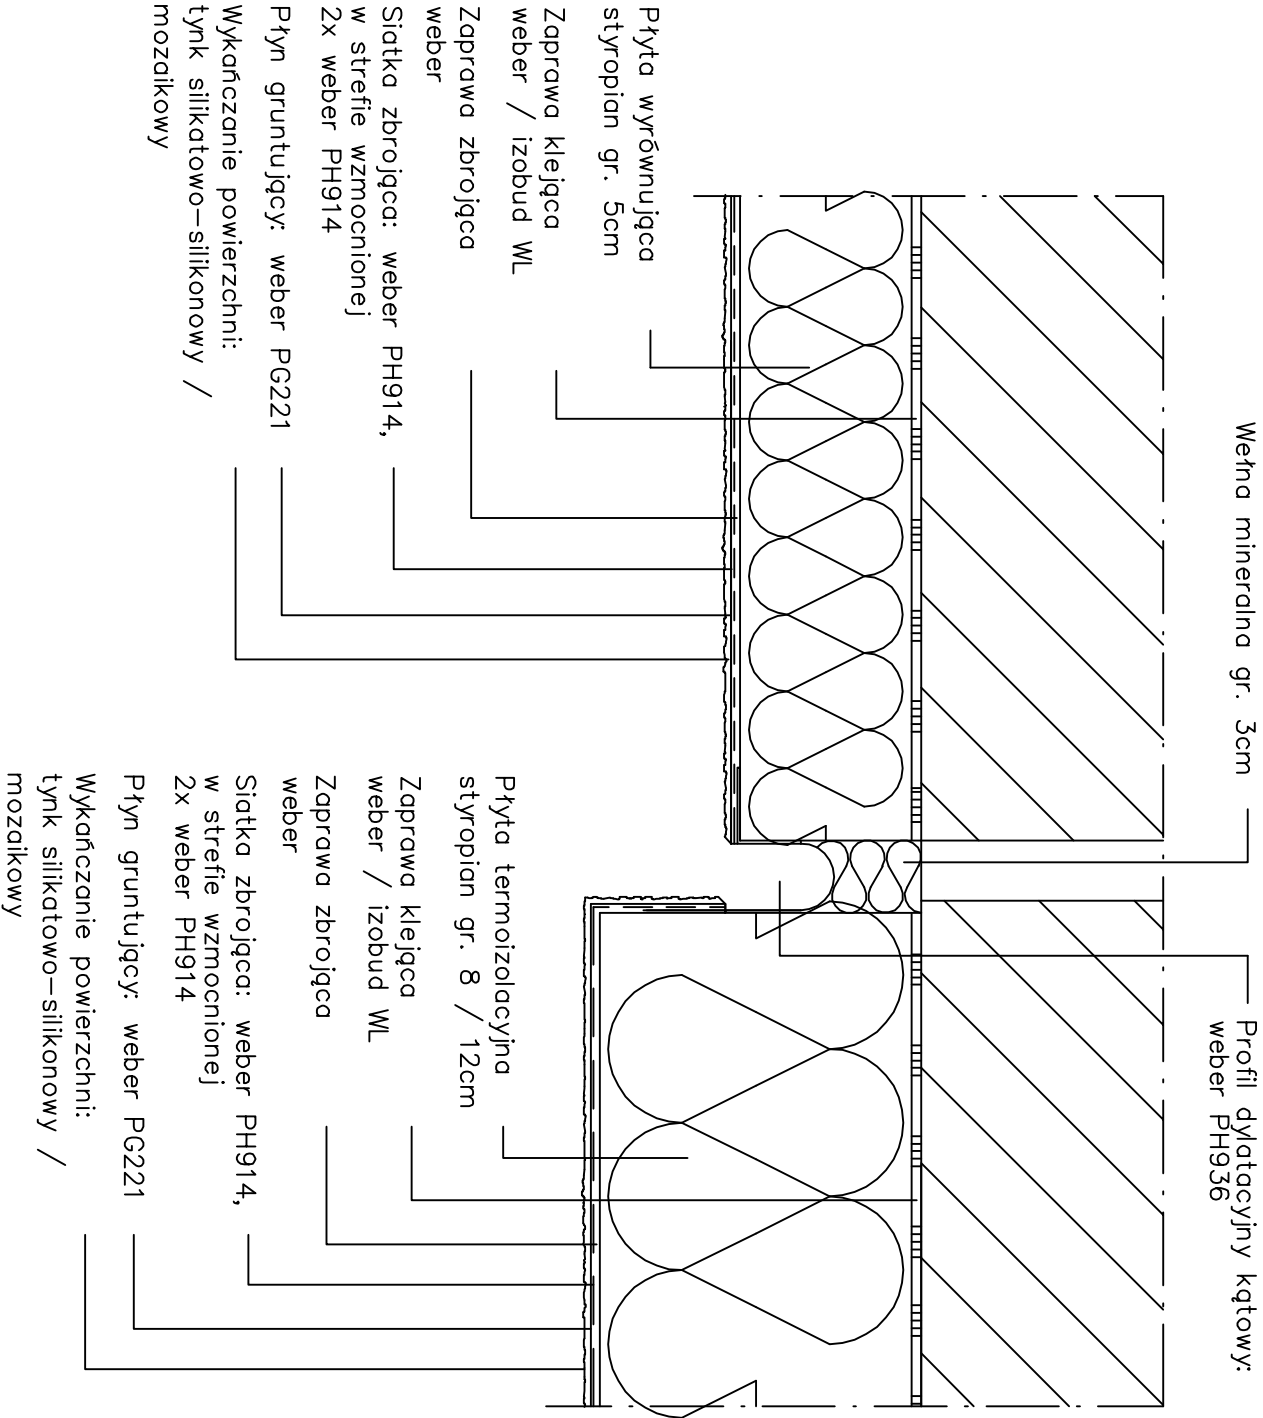 Wełna mineralna gr. 3cm
Profil dylatacyjny kątowy:
weber PH936
Płyta wyrównująca
styropian gr. 5cm
Zaprawa klejąca
weber / izobud WL
Zaprawa zbrojąca
weber
Siatka zbrojąca: weber PH914,
w strefie wzmocnionej
2x weber PH914
Płyn gruntujący: weber PG221
Wykańczanie powierzchni:
tynk silikatowo-silikonowy /
mozaikowy
Płyta termoizolacyjna
styropian gr. 8 / 12cm
Zaprawa klejąca
weber / izobud WL
Zaprawa zbrojąca
weber
Siatka zbrojąca: weber PH914,
w strefie wzmocnionej
2x weber PH914
Płyn gruntujący: weber PG221
Wykańczanie powierzchni:
tynk silikatowo-silikonowy /
mozaikowy